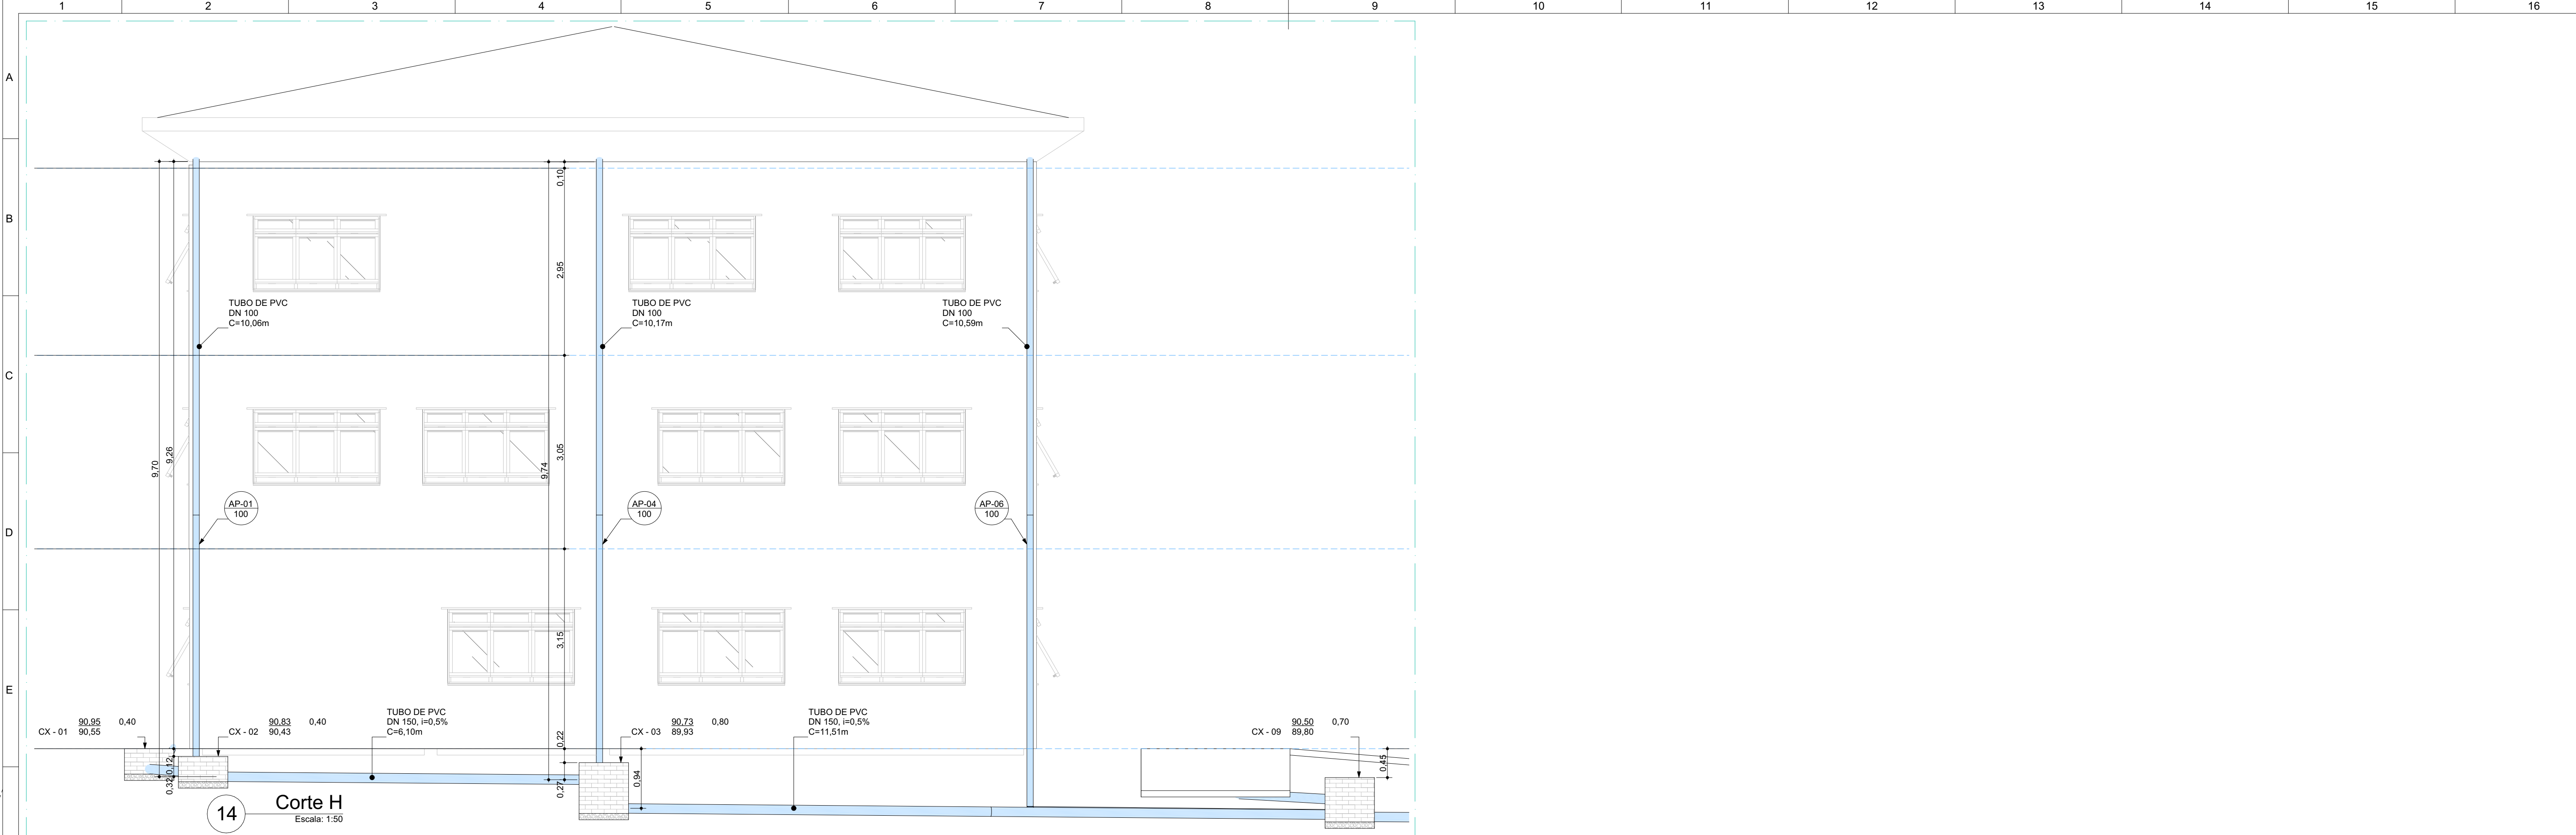 1 2 3 4 5 6 7 8 9 10 11 12 13 14 15 16
A
B
C
D
E
0,10
2,95
TUBO DE PVC
DN 100
C=10,06m
TUBO DE PVC
DN 100
C=10,17m
TUBO DE PVC
DN 100
C=10,59m
9,70
9,26
9,74
3,05
AP-01
100
AP-04
100
AP-06
100
3,15
CX - 01
90,95
90,55
0,40
CX - 02
90,83
90,43
0,40
TUBO DE PVC
DN 150, i=0,5%
C=6,10m
0,22
CX - 03
90,73
89,93
0,80
TUBO DE PVC
DN 150, i=0,5%
C=11,51m
CX - 09
90,50
89,80
0,70
0,12
0,32
0,27
0,94
0,45
14
Corte H
Escala: 1:50